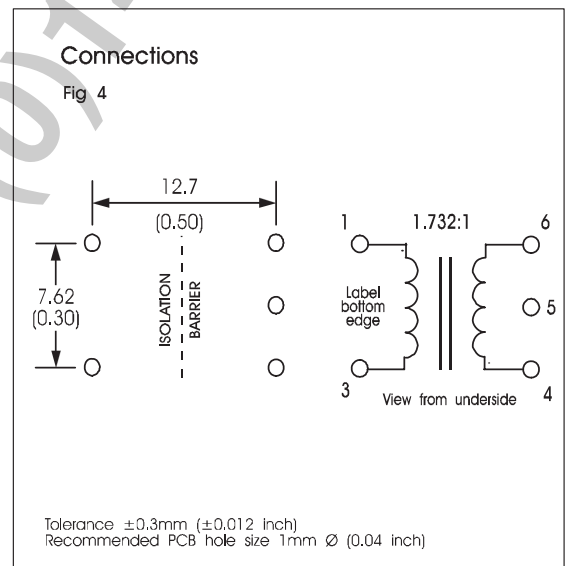 Connections
Fig 4
12.7
(0.50)
7.62
(0.30)
ISOLATION
BARRIER
1
1.732:1
6
Label
bottom
edge
5
3
View from underside
4
Tolerance ±0.3mm (±0.012 inch)
Recommended PCB hole size 1mm Ø (0.04 inch)